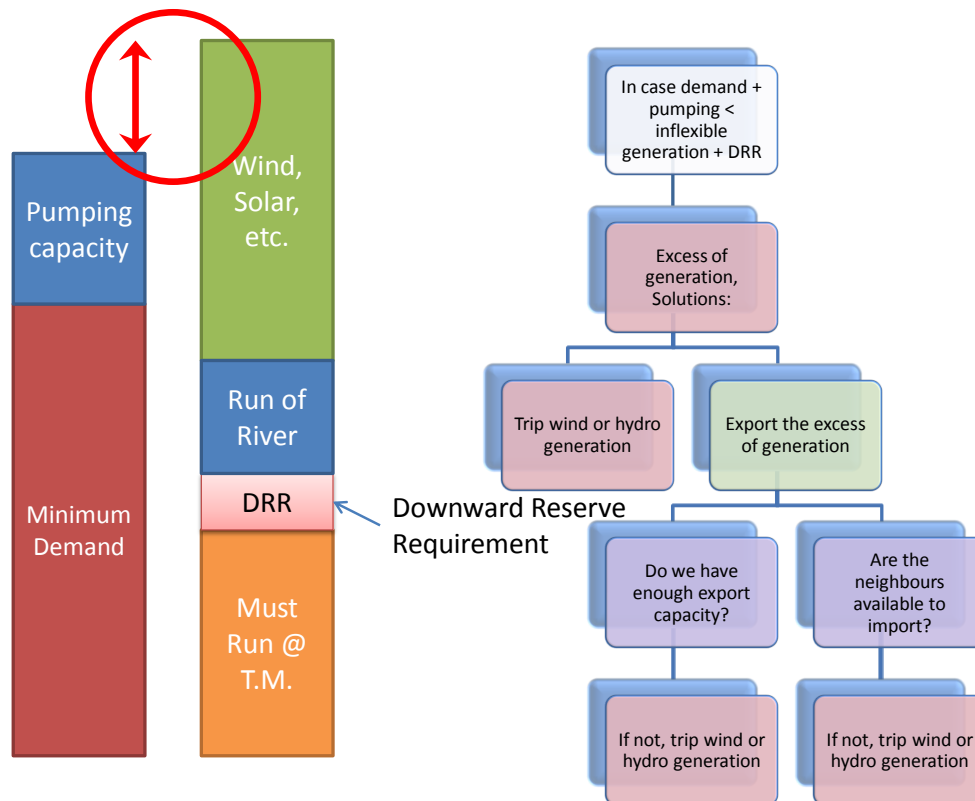 Pumping
capacity
Minimum
Demand
Wind,
Solar,
etc.
Run of
River
DRR
Must
Run @
T.M.
Downward Reserve
Requirement
In case demand +
pumping <
inflexible
generation + DRR
Excess of
generation,
Solutions:
Trip wind or hydro
generation
Export the excess
of generation
Do we have
enough export
capacity?
Are the
neighbours
available to
import?
If not, trip wind or
hydro generation
If not, trip wind or
hydro generation